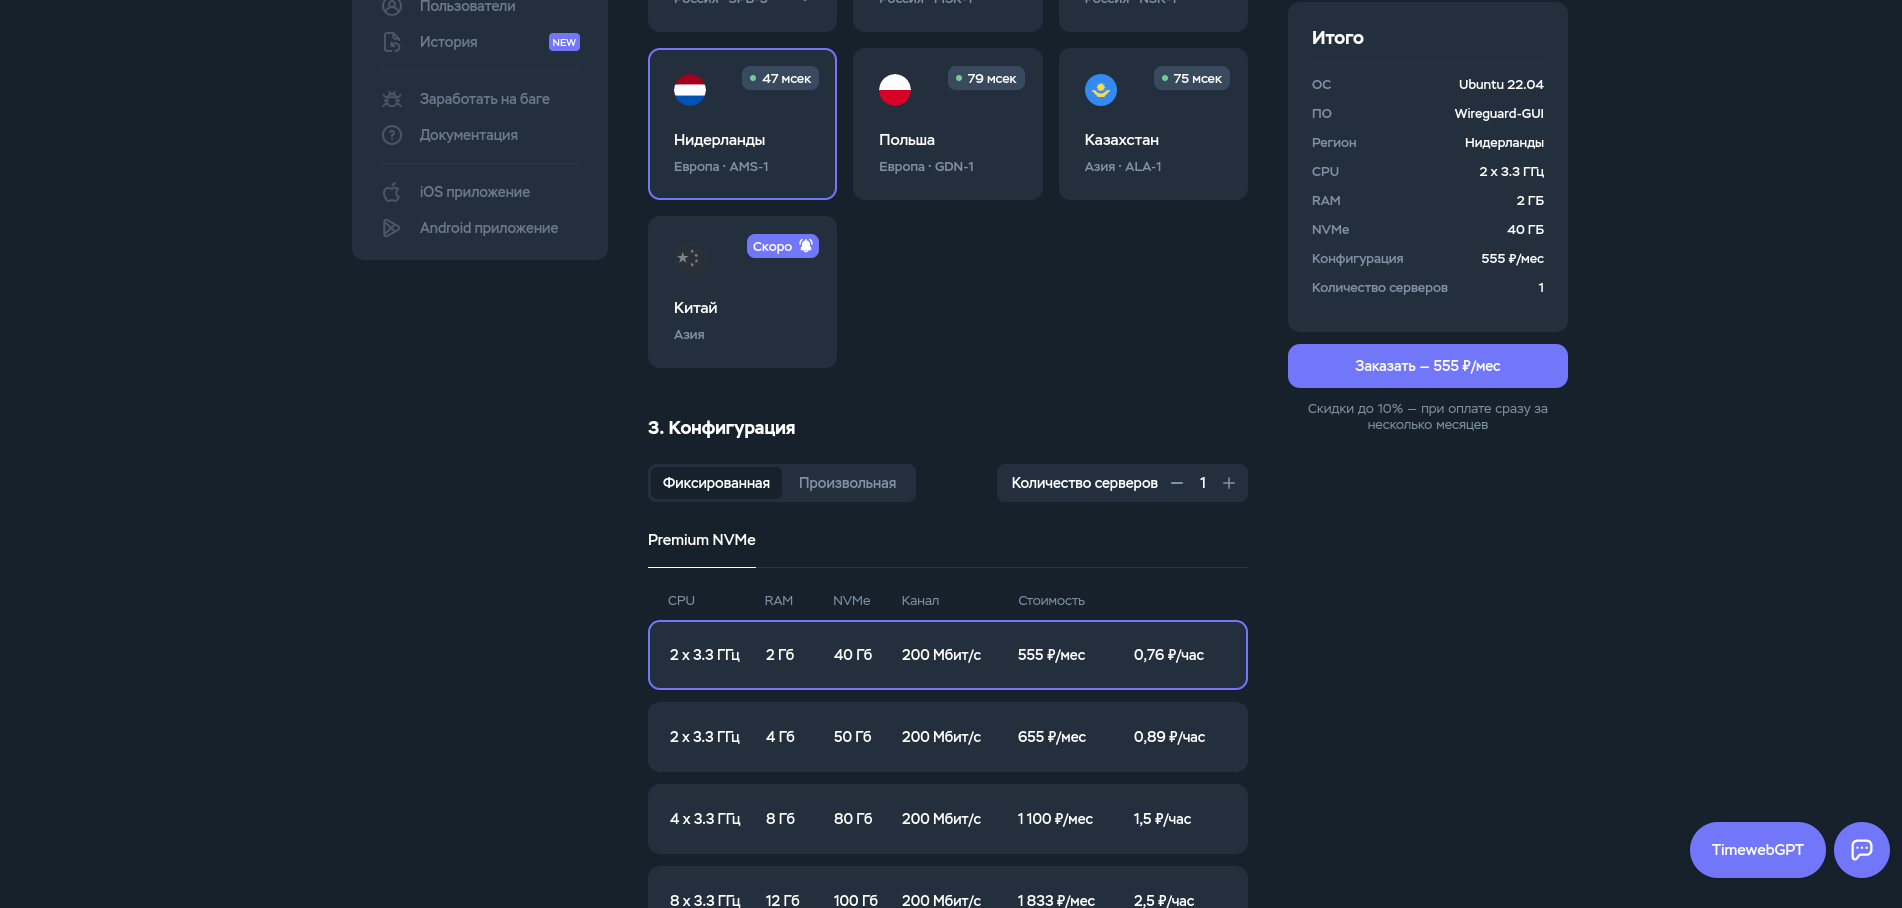 Пользователи
История
NEW
Заработать на баге
Документация
iOS приложение
Android приложение
47 мсек
Нидерланды
Европа · AMS-1
79 мсек
Польша
Европа · GDN-1
75 мсек
Казахстан
Азия · ALA-1
Скоро
Китай
Азия
3. Конфигурация
Фиксированная
Произвольная
Количество серверов — 1 +
Premium NVMe
CPU RAM NVMe Канал Стоимость
2 x 3.3 ГГц 2 Гб 40 Гб 200 Мбит/с 555 ₽/мес 0,76 ₽/час
2 x 3.3 ГГц 4 Гб 50 Гб 200 Мбит/с 655 ₽/мес 0,89 ₽/час
4 x 3.3 ГГц 8 Гб 80 Гб 200 Мбит/с 1 100 ₽/мес 1,5 ₽/час
8 x 3.3 ГГц 12 Гб 100 Гб 200 Мбит/с 1 833 ₽/мес 2,5 ₽/час
Итого
ОС Ubuntu 22.04
ПО Wireguard-GUI
Регион Нидерланды
CPU 2 x 3.3 ГГц
RAM 2 ГБ
NVMe 40 ГБ
Конфигурация 555 ₽/мес
Количество серверов 1
Заказать — 555 ₽/мес
Скидки до 10% — при оплате сразу за
несколько месяцев
TimewebGPT